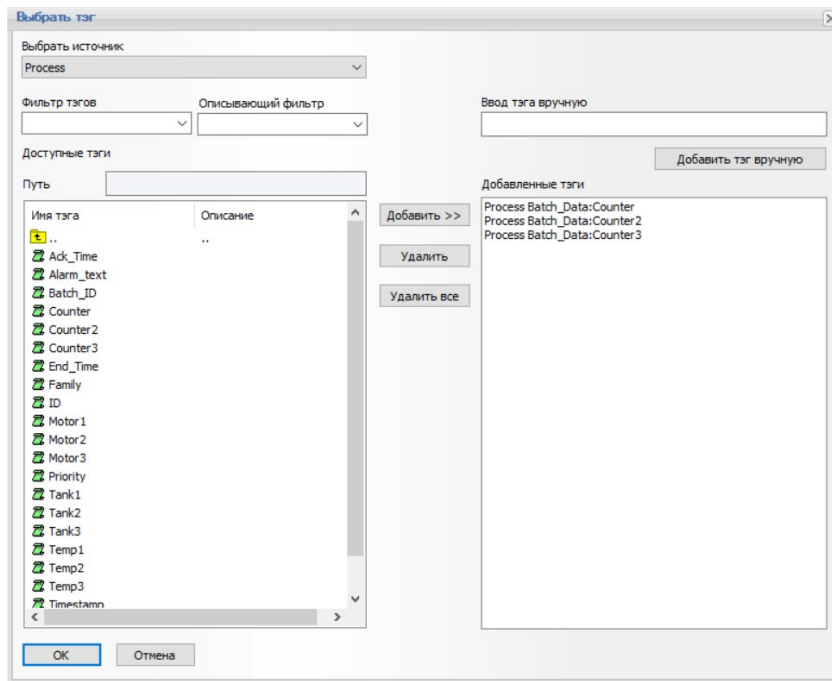 Выбрать тэг
Выбрать источник
Process
Фильтр тэгов
Описывающий фильтр
Ввод тэга вручную
Доступные тэги
Добавить тэг вручную
Путь
Добавленные тэги
Имя тэга Описание
.. ..
Ack_Time
Alarm_text
Batch_ID
Counter
Counter2
Counter3
End_Time
Family
ID
Motor1
Motor2
Motor3
Priority
Tank1
Tank2
Tank3
Temp1
Temp2
Temp3
Timestamp
Добавить >>
Удалить
Удалить все
Process Batch_Data:Counter
Process Batch_Data:Counter2
Process Batch_Data:Counter3
OK
Отмена